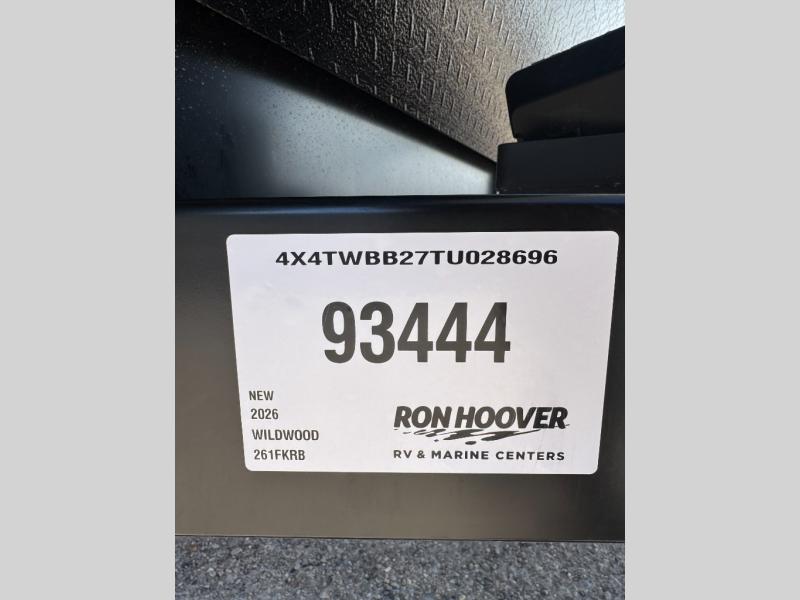 4X4TWBB27TU028696
93444
NEW
2026
WILDWOOD
261FKRB
RON HOOVER
RV & MARINE CENTERS